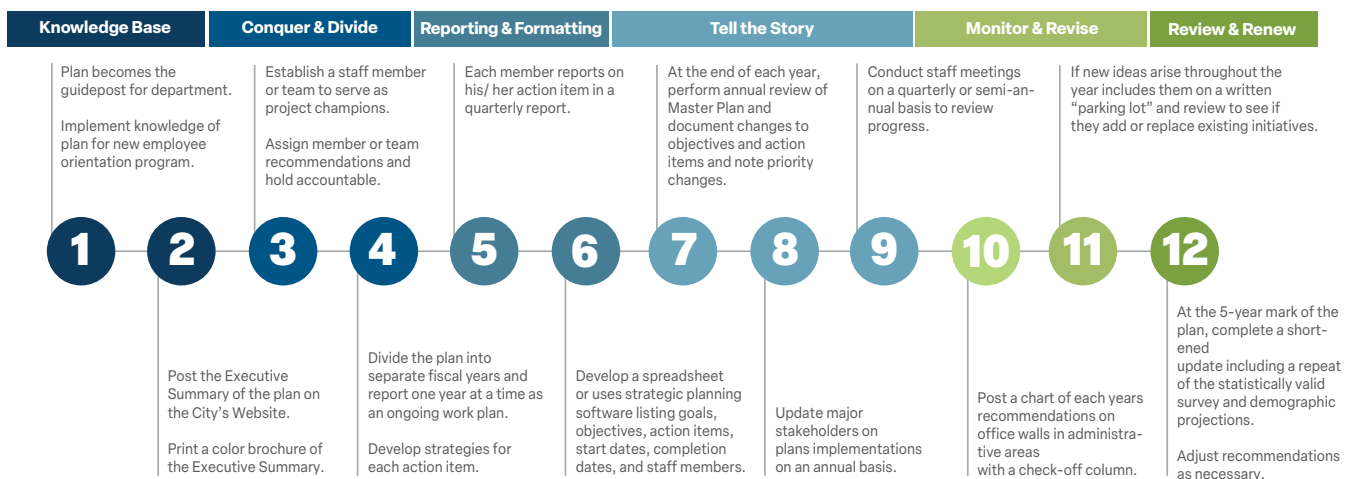 Knowledge Base
Conquer & Divide
Reporting & Formatting
Tell the Story
Monitor & Revise
Review & Renew
Plan becomes the
guidepost for department.
Implement knowledge of
plan for new employee
orientation program.
Establish a staff member
or team to serve as
project champions.
Assign member or team
recommendations and
hold accountable.
Each member reports on
his/ her action item in a
quarterly report.
At the end of each year,
perform annual review of
Master Plan and
document changes to
objectives and action
items and note priority
changes.
Conduct staff meetings
on a quarterly or semi-an-
nual basis to review
progress.
If new ideas arise throughout the
year includes them on a written
“parking lot” and review to see if
they add or replace existing initiatives.
1
2
3
4
5
6
7
8
9
10
11
12
Post the Executive
Summary of the plan on
the City’s Website.
Print a color brochure of
the Executive Summary.
Divide the plan into
separate fiscal years and
report one year at a time as
an ongoing work plan.
Develop strategies for
each action item.
Develop a spreadsheet
or uses strategic planning
software listing goals,
objectives, action items,
start dates, completion
dates, and staff members.
Update major
stakeholders on
plans implementations
on an annual basis.
Post a chart of each years
recommendations on
office walls in administra-
tive areas
with a check-off column.
At the 5-year mark of the
plan, complete a short-
ened
update including a repeat
of the statistically valid
survey and demographic
projections.
Adjust recommendations
as necessary.